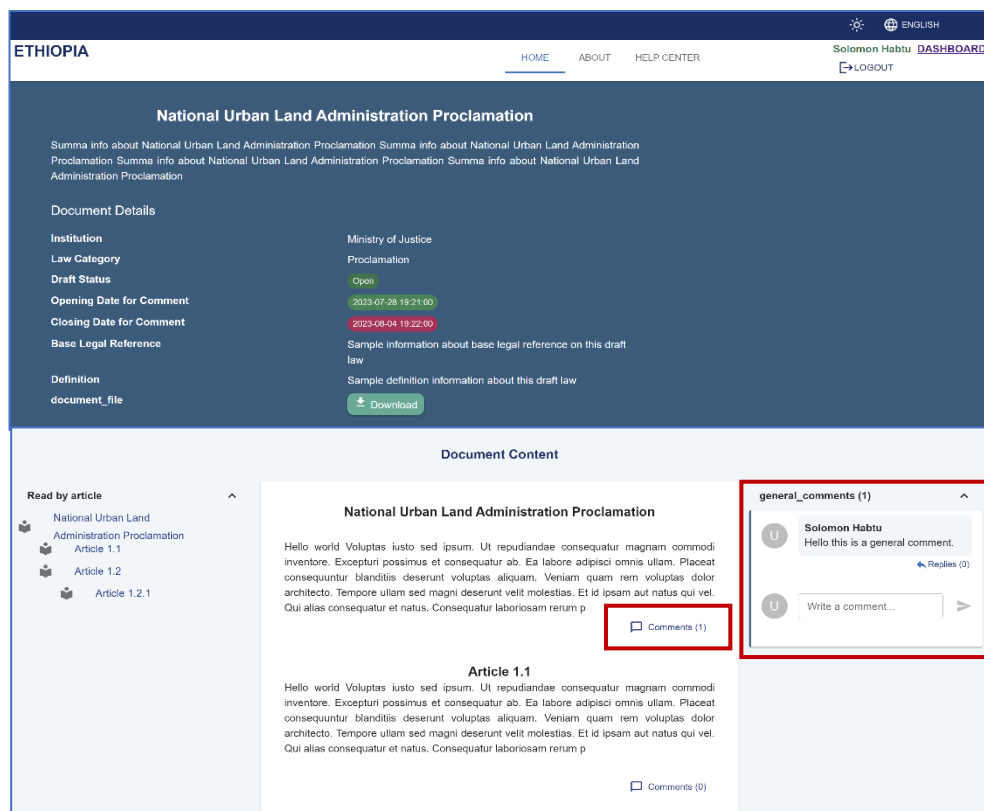 ENGLISH
ETHIOPIA
HOME ABOUT HELP CENTER
Solomon Habtu DASHBOARD
LOGOUT
National Urban Land Administration Proclamation
Summa info about National Urban Land Administration Proclamation Summa info about National Urban Land Administration
Proclamation Summa info about National Urban Land Administration Proclamation Summa info about National Urban Land
Administration Proclamation
Document Details
Institution Ministry of Justice
Law Category Proclamation
Draft Status Open
Opening Date for Comment 2023-07-28 19:21:00
Closing Date for Comment 2023-08-04 19:22:00
Base Legal Reference Sample information about base legal reference on this draft
law
Definition Sample definition information about this draft law
document_file Download
Document Content
Read by article
National Urban Land
Administration Proclamation
Article 1.1
Article 1.2
Article 1.2.1
National Urban Land Administration Proclamation
Hello world Voluptas iusto sed ipsum. Ut repudiandae consequatur magnam commodi
inventore. Excepturi possimus et consequatur ab. Ea labore adipisci omnis ullam. Placeat
consequuntur blanditiis deserunt voluptas aliquam. Veniam quam rem voluptas dolor
architecto. Tempore ullam sed magni deserunt velit molestias. Et id ipsam aut natus qui vel.
Qui alias consequatur et natus. Consequatur laboriosam rerum p
Comments (1)
Article 1.1
Hello world Voluptas iusto sed ipsum. Ut repudiandae consequatur magnam commodi
inventore. Excepturi possimus et consequatur ab. Ea labore adipisci omnis ullam. Placeat
consequuntur blanditiis deserunt voluptas aliquam. Veniam quam rem voluptas dolor
architecto. Tempore ullam sed magni deserunt velit molestias. Et id ipsam aut natus qui vel.
Qui alias consequatur et natus. Consequatur laboriosam rerum p
Comments (0)
general_comments (1)
U
Solomon Habtu
Hello this is a general comment.
Replies (0)
U
Write a comment...